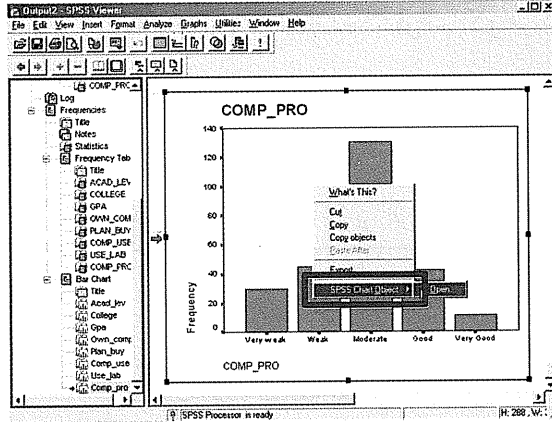 Output2 - SPSS Viewer
File Edit View Insert Format Analyze Graphs Utilities Window Help
COMP_PRO
Log
Frequencies
Title
Notes
Statistics
Frequency Tab
Title
ACAD_LEV
COLLEGE
GPA
OWN_COM
PLAN_BUY
COMP_USE
USE_LAB
COMP_PRO
Bar Chart
Title
Acad_lev
College
Gpa
Own_comp
Plan_buy
Comp_use
Use_lab
Comp_pro
COMP_PRO
140
120
100
80
60
40
20
0
Frequency
What's This?
Cut
Copy
Copy objects
Paste After
Export...
SPSS Chart Object
Open
Very weak Weak Moderate Good Very Good
COMP_PRO
SPSS Processor is ready
H: 288, W: